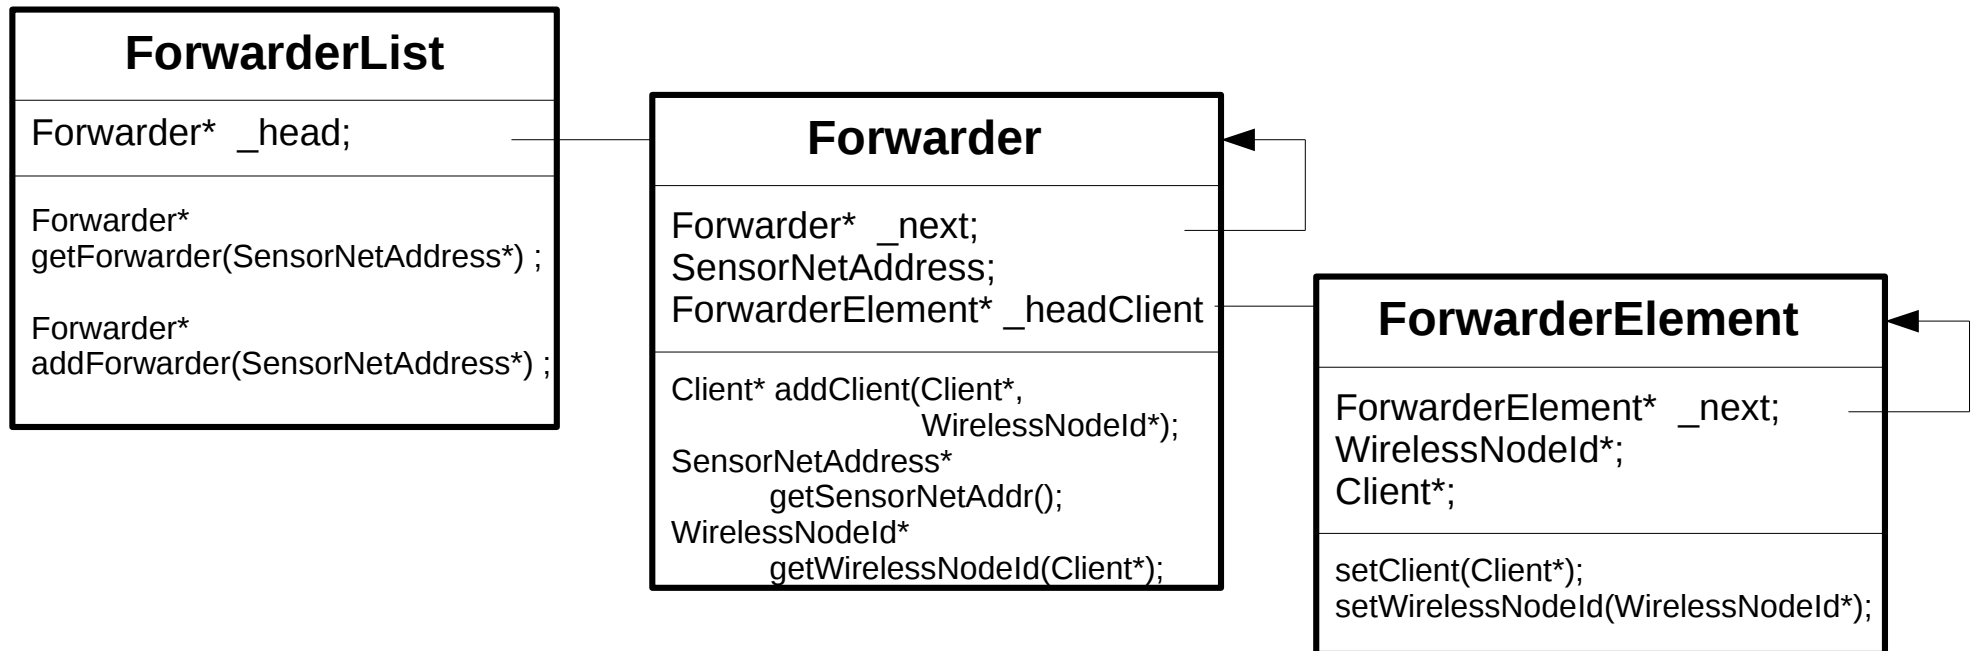 ForwarderList
Forwarder* _head;
Forwarder*
getForwarder(SensorNetAddress*) ;
Forwarder*
addForwarder(SensorNetAddress*) ;
Forwarder
Forwarder* _next;
SensorNetAddress;
ForwarderElement* _headClient
Client* addClient(Client*,
WirelessNodeId*);
SensorNetAddress*
getSensorNetAddr();
WirelessNodeId*
getWirelessNodeId(Client*);
ForwarderElement
ForwarderElement* _next;
WirelessNodeId*;
Client*;
setClient(Client*);
setWirelessNodeId(WirelessNodeId*);